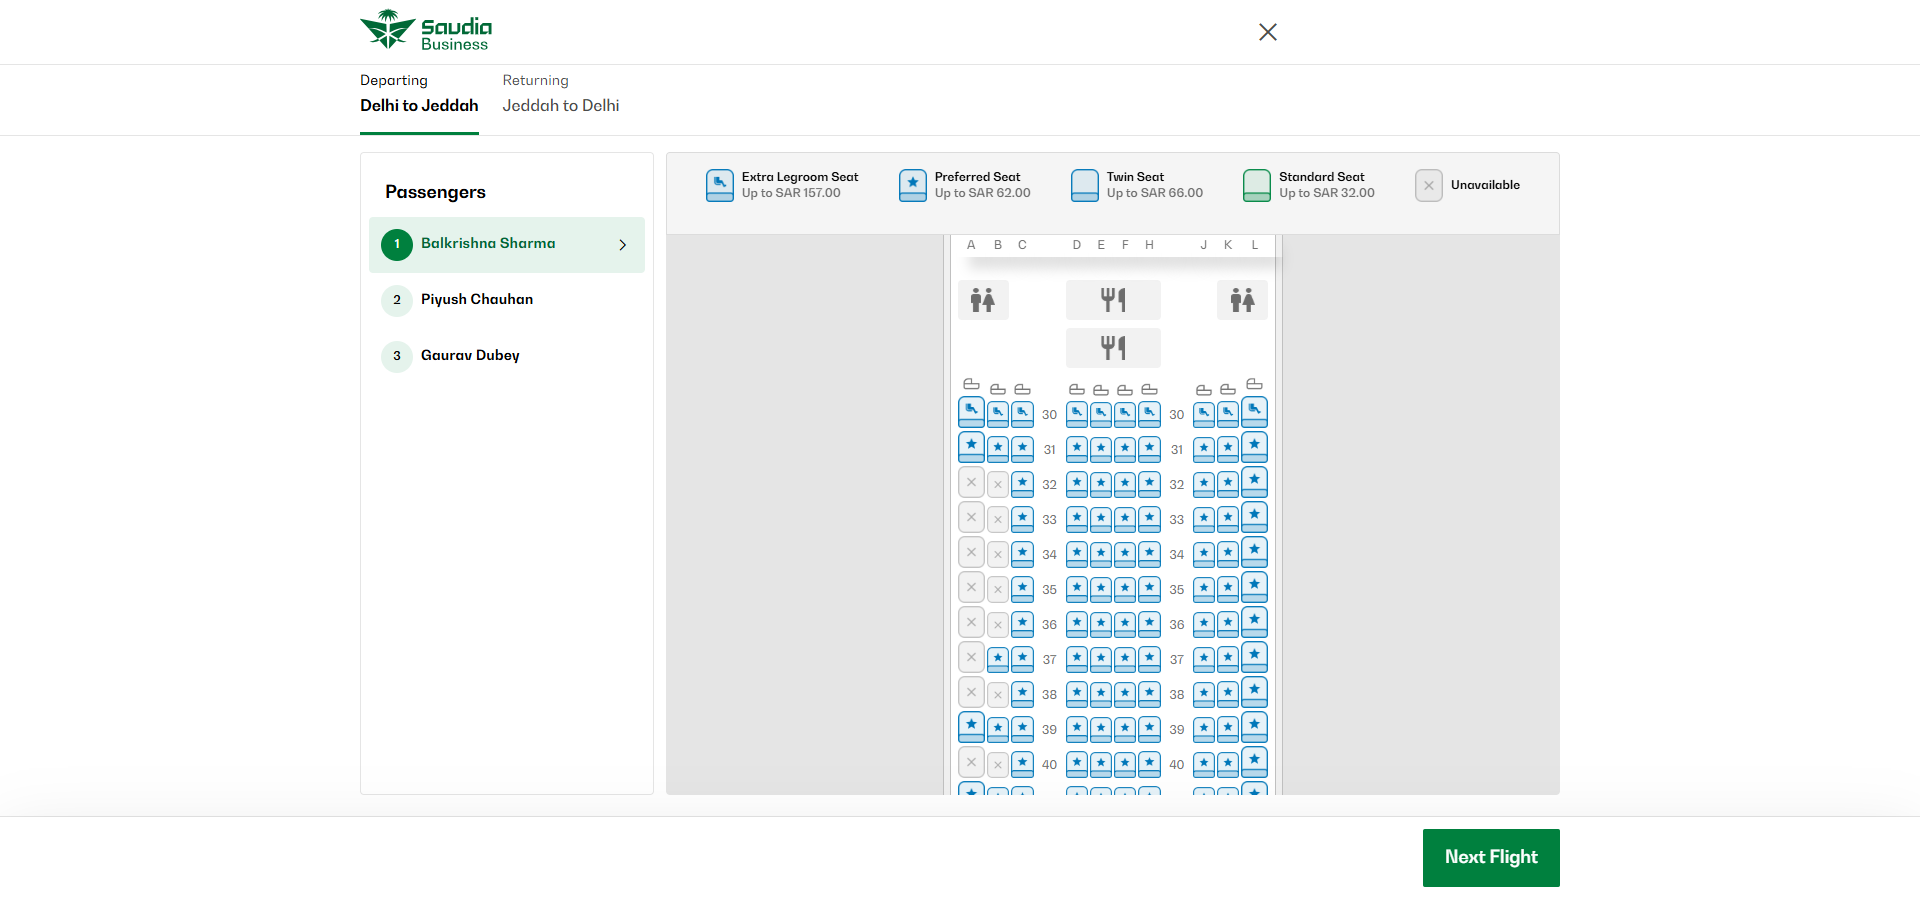 Saudia
Business
Departing
Delhi to Jeddah
Returning
Jeddah to Delhi
Passengers
1 Balkrishna Sharma
2 Piyush Chauhan
3 Gaurav Dubey
Extra Legroom Seat
Up to SAR 157.00
Preferred Seat
Up to SAR 62.00
Twin Seat
Up to SAR 66.00
Standard Seat
Up to SAR 32.00
Unavailable
A B C D E F H J K L
30 30
31 31
32 32
33 33
34 34
35 35
36 36
37 37
38 38
39 39
40 40
Next Flight